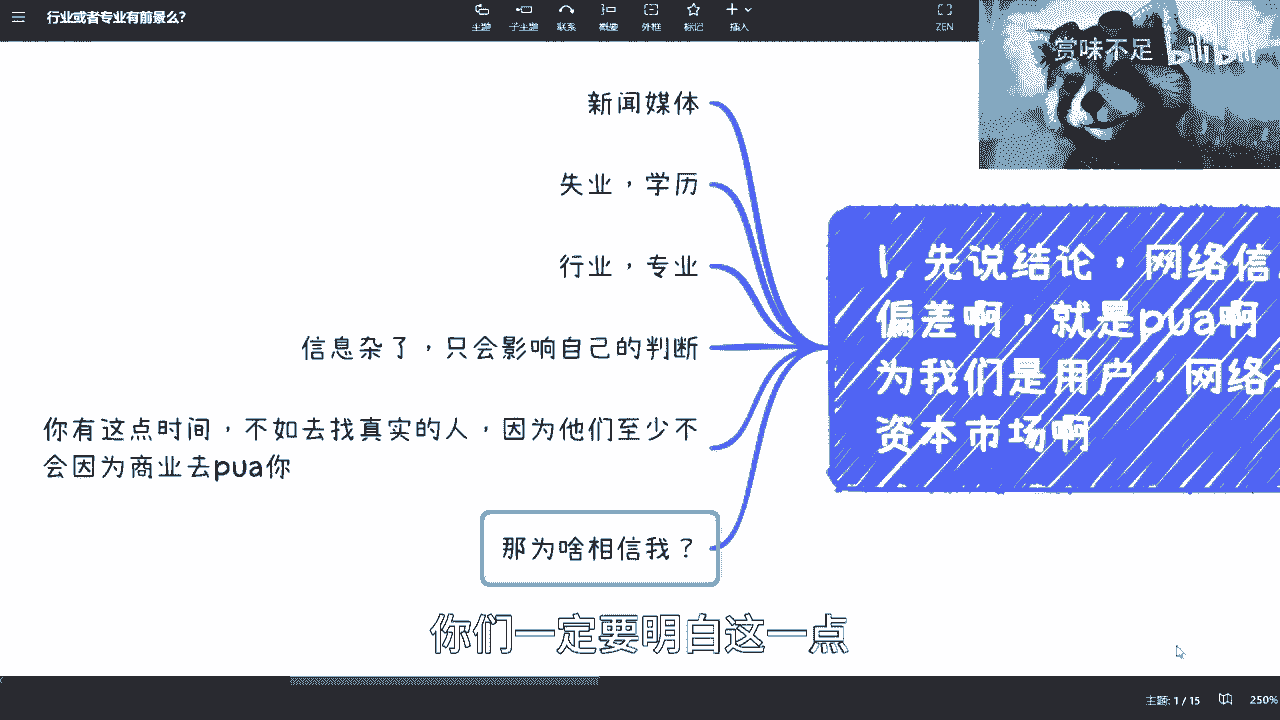 行业或者专业有前景么？
主题 子主题 联系 概要 外框 标记 插入 ZEN
赏味不足 bilibili
新闻媒体
失业，学历
行业，专业
信息杂了，只会影响自己的判断
你有这点时间，不如去找真实的人，因为他们至少不
会因为商业去pua你
那为啥相信我？
1. 先说结论，网络信
偏差啊，就是pua啊
为我们是用户，网络
资本市场啊
你们一定要明白这一点
主题: 1 / 15 250%